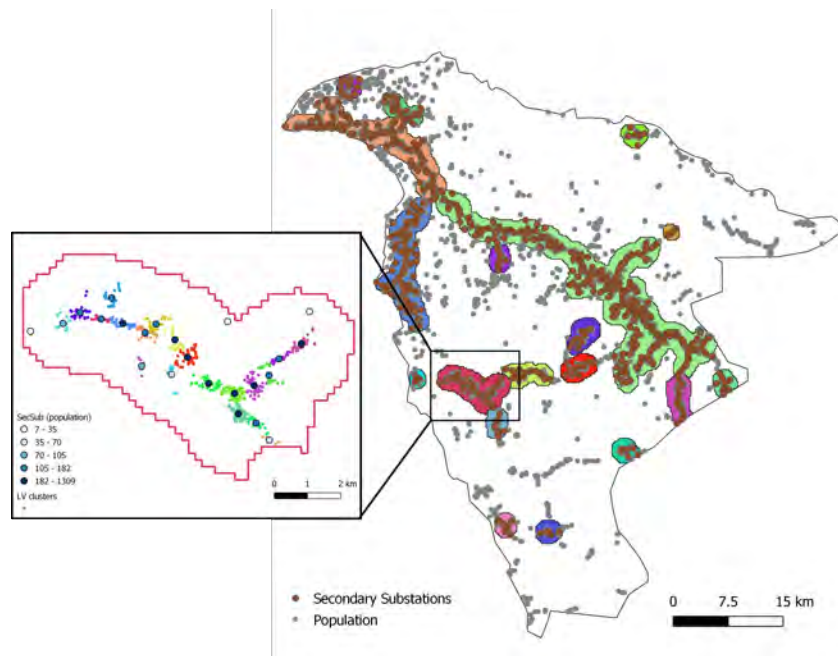 SecSub (population)
7 - 35
35 - 70
70 - 105
105 - 182
182 - 1309
LV clusters
0 1 2 km
Secondary Substations
Population
0 7.5 15 km